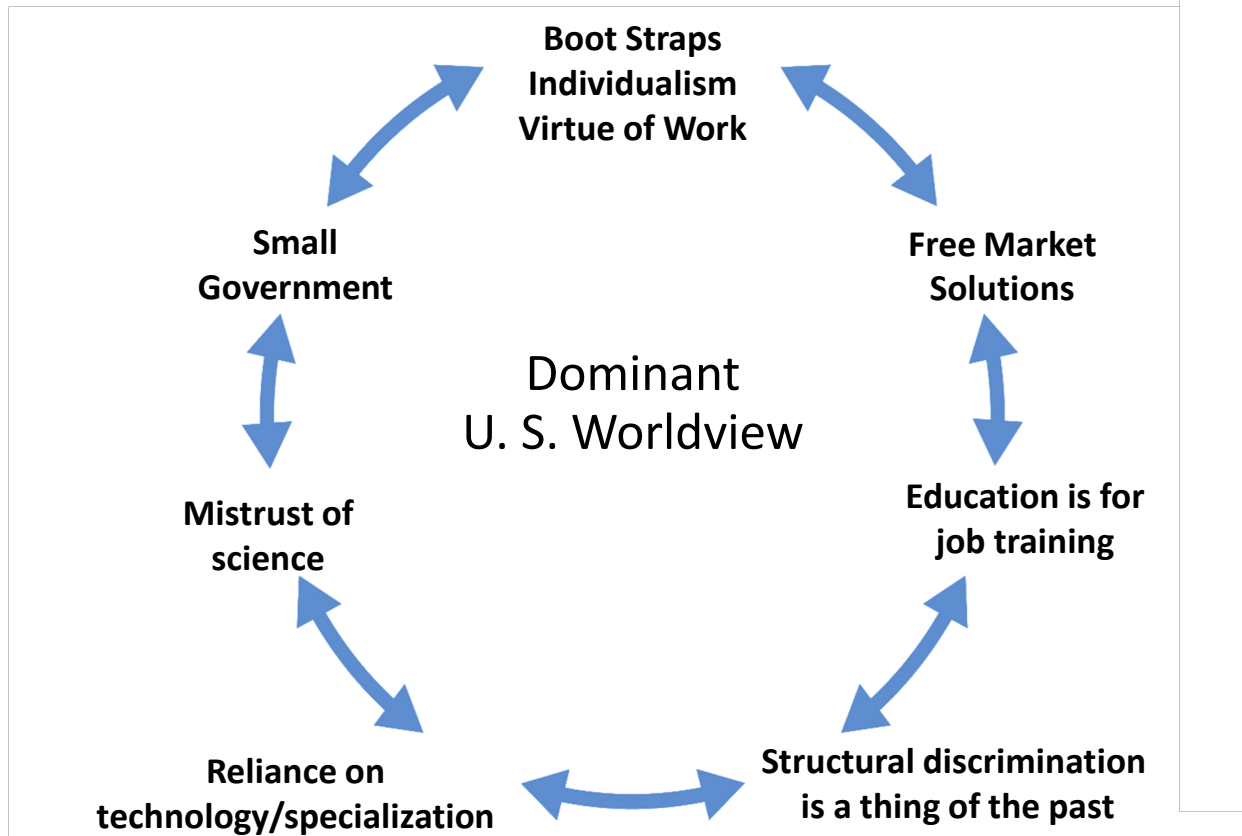 Boot Straps
Individualism
Virtue of Work
Small
Government
Free Market
Solutions
Dominant
U. S. Worldview
Mistrust of
science
Education is for
job training
Reliance on
technology/specialization
Structural discrimination
is a thing of the past